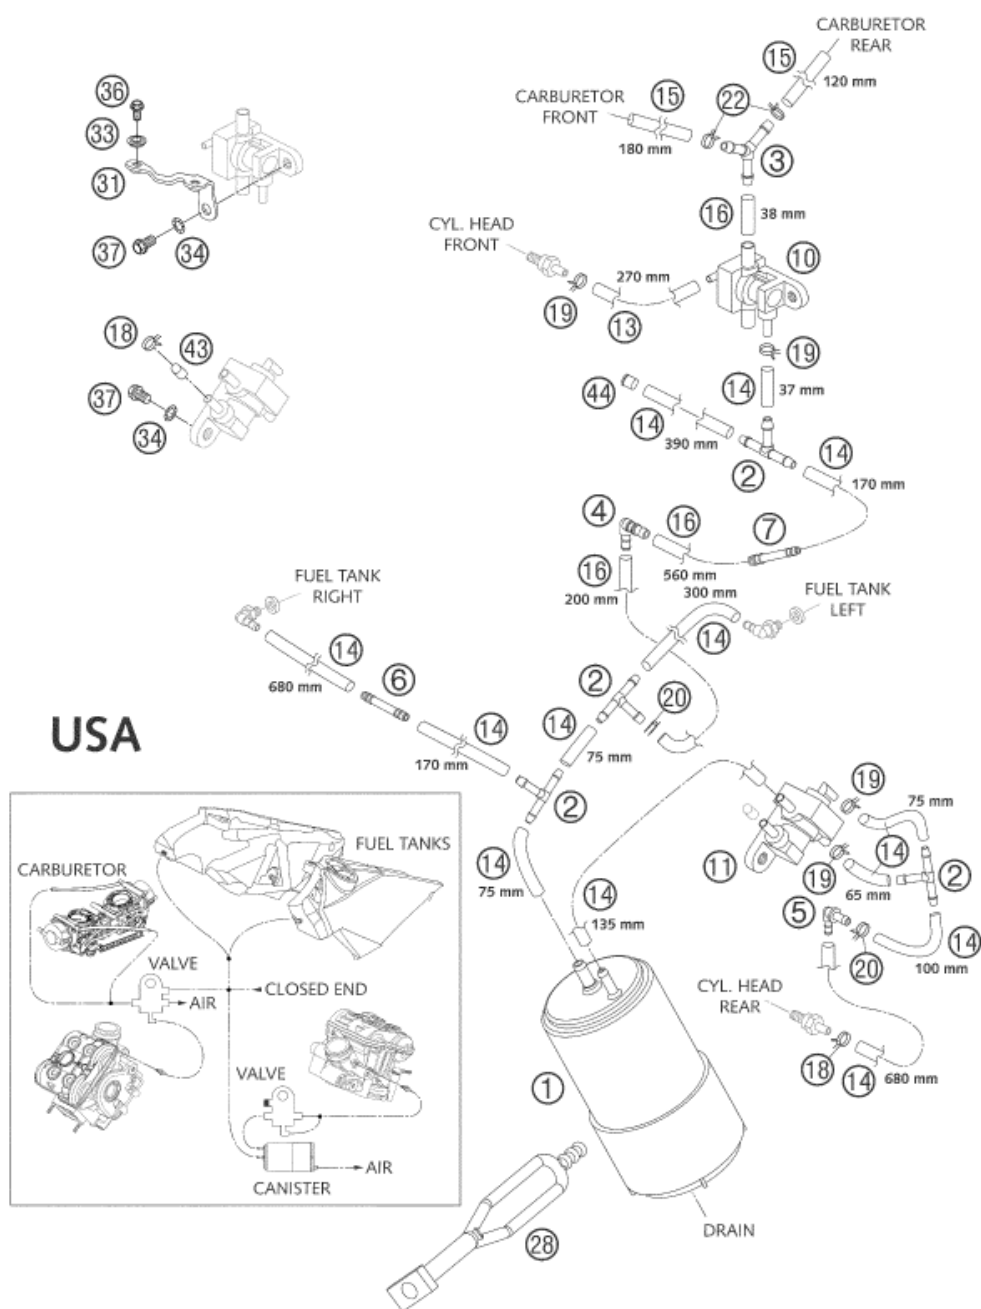 CARBURETOR
REAR
15
120 mm
36
CARBURETOR
FRONT
15
22
33
180 mm
3
31
16
38 mm
CYL. HEAD
FRONT
10
37
34
270 mm
19
13
18
43
19
14
37 mm
37
44
34
14
390 mm
2
14
170 mm
4
16
7
16
560 mm
200 mm
300 mm
FUEL TANK
RIGHT
FUEL TANK
LEFT
14
14
680 mm
6
2
20
USA
14
14
75 mm
170 mm
2
19
75 mm
FUEL TANKS
CARBURETOR
14
75 mm
11
14
19
65 mm
2
14
135 mm
5
14
20
100 mm
VALVE
AIR
CLOSED END
CYL. HEAD
REAR
VALVE
1
18
14
680 mm
AIR
CANISTER
DRAIN
28